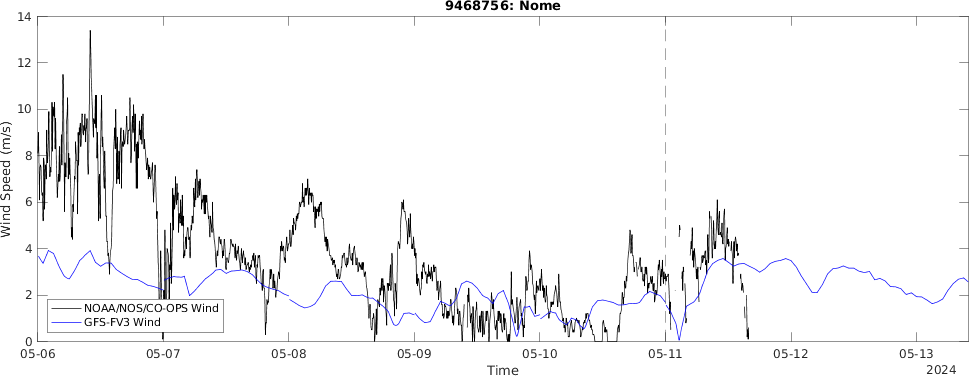 9468756: Nome
14
12
10
8
6
4
2
0
Wind Speed (m/s)
NOAA/NOS/CO-OPS Wind
GFS-FV3 Wind
05-06 05-07 05-08 05-09 05-10 05-11 05-12 05-13
Time
2024